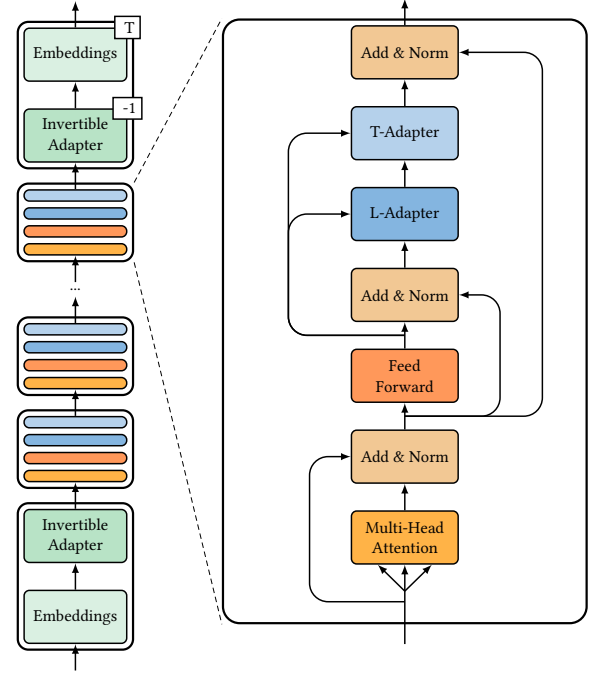 T
Embeddings
-1
Invertible
Adapter
...
Invertible
Adapter
Embeddings
Add & Norm
T-Adapter
L-Adapter
Add & Norm
Feed
Forward
Add & Norm
Multi-Head
Attention